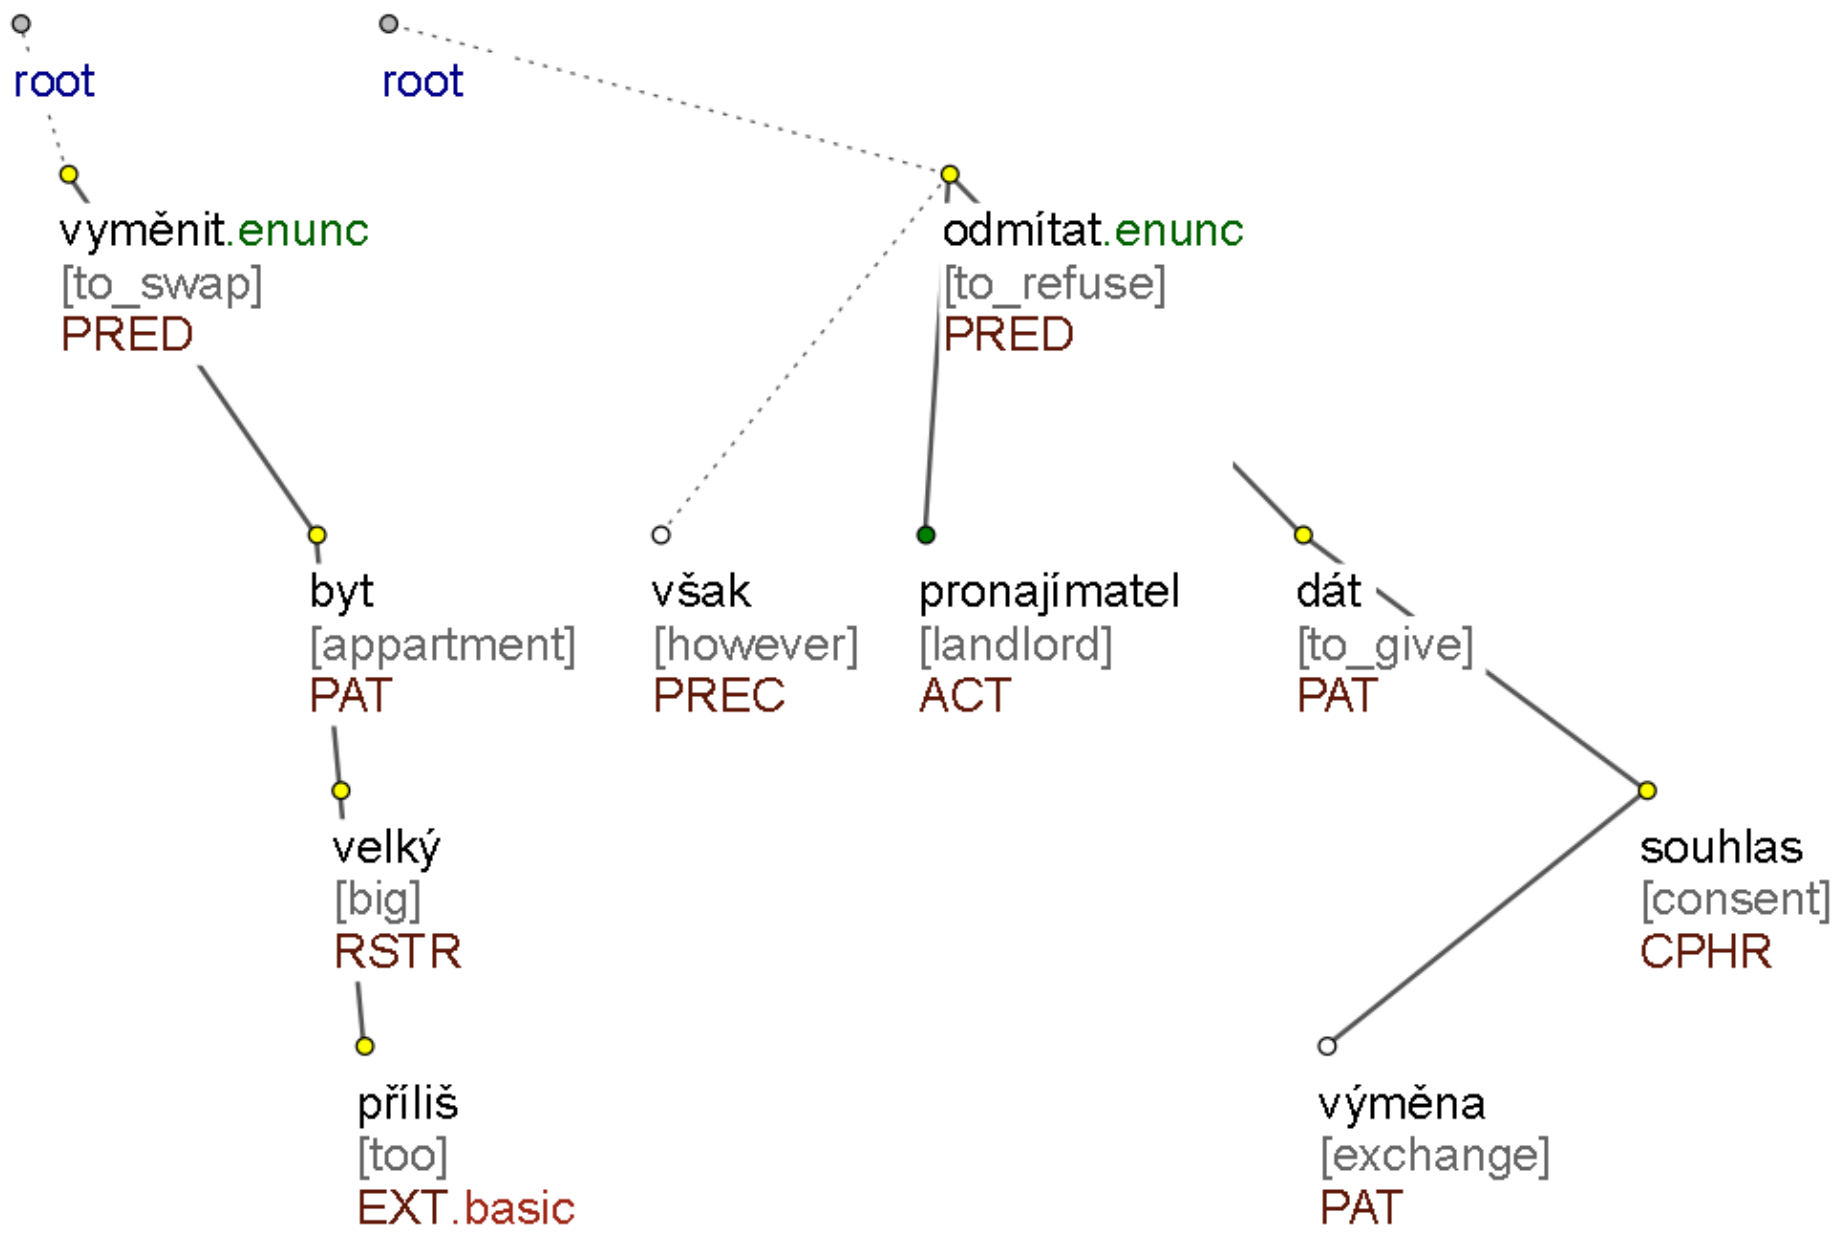 root
root
vyměnit.enunc
[to_swap]
PRED
odmítat.enunc
[to_refuse]
PRED
byt
[appartment]
PAT
však
[however]
PREC
pronajímatel
[landlord]
ACT
dát
[to_give]
PAT
velký
[big]
RSTR
souhlas
[consent]
CPHR
příliš
[too]
EXT.basic
výměna
[exchange]
PAT